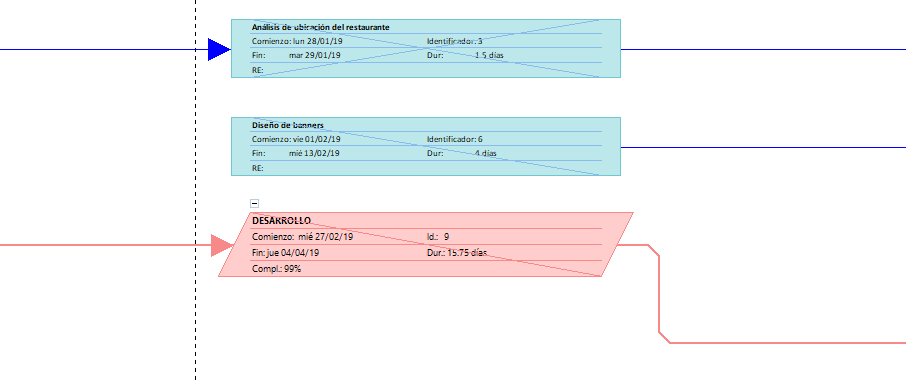 Análisis de ubicación del restaurante
Comienzo: lun 28/01/19 Identificador: 3
Fin: mar 29/01/19 Dur: 1.5 días
RE:
Diseño de banners
Comienzo: vie 01/02/19 Identificador: 6
Fin: mié 13/02/19 Dur: 4 días
RE:
DESARROLLO
Comienzo: mié 27/02/19 Id.: 9
Fin: jue 04/04/19 Dur.: 15.75 días
Compl.: 99%